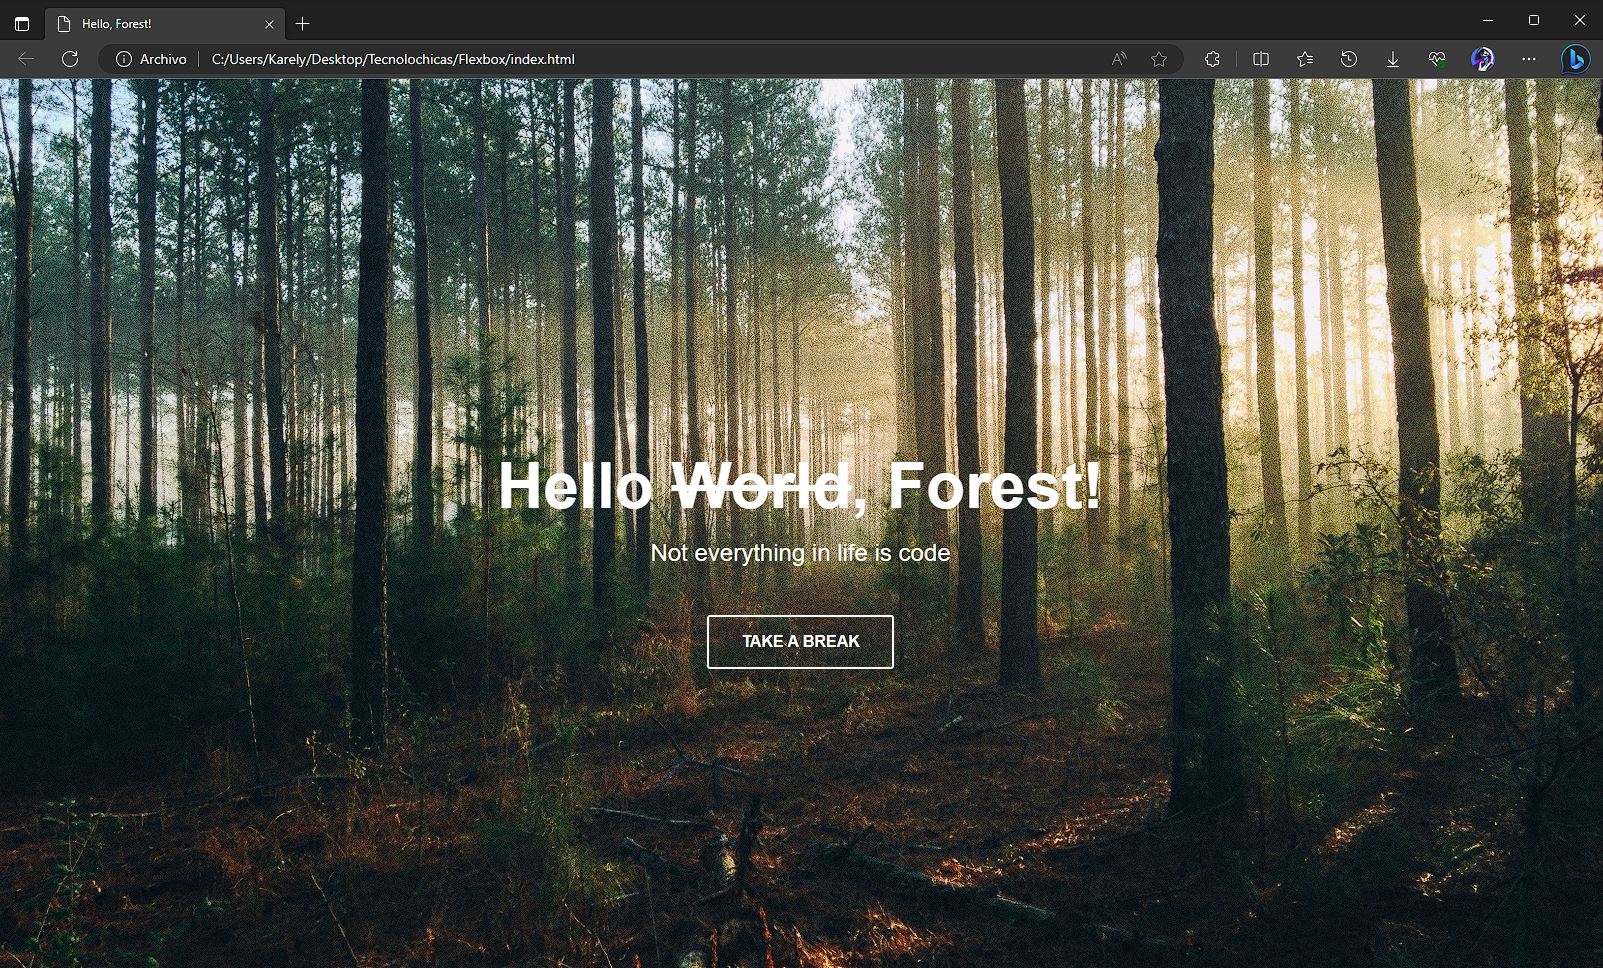 Hello, Forest!
Archivo C:/Users/Karely/Desktop/Tecnolochicas/Flexbox/index.html
Hello World, Forest!
Not everything in life is code
TAKE A BREAK